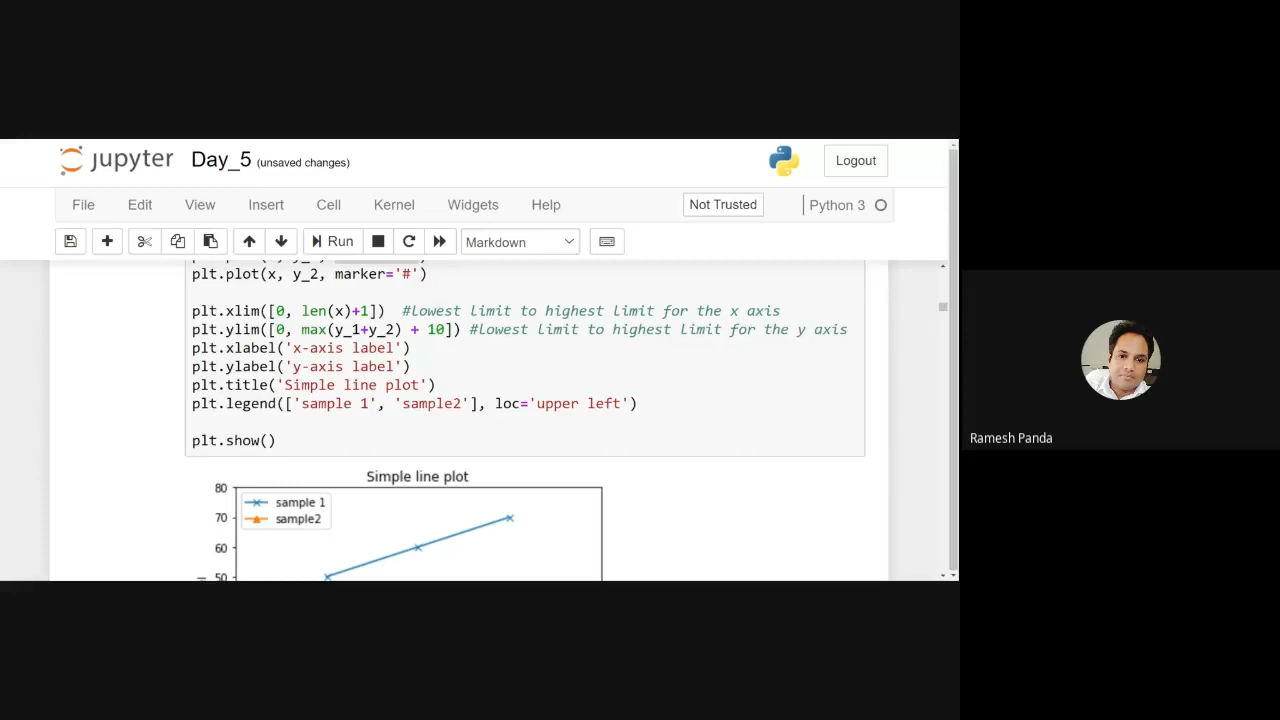 jupyter Day_5 (unsaved changes) Logout
File Edit View Insert Cell Kernel Widgets Help Not Trusted Python 3
Run Markdown
plt.plot(x, y_2, marker='#')
plt.xlim([0, len(x)+1])  #lowest limit to highest limit for the x axis
plt.ylim([0, max(y_1+y_2) + 10]) #lowest limit to highest limit for the y axis
plt.xlabel('x-axis label')
plt.ylabel('y-axis label')
plt.title('Simple line plot')
plt.legend(['sample 1', 'sample2'], loc='upper left')
plt.show()
Simple line plot
80
sample 1
sample2
70
60
50
Ramesh Panda